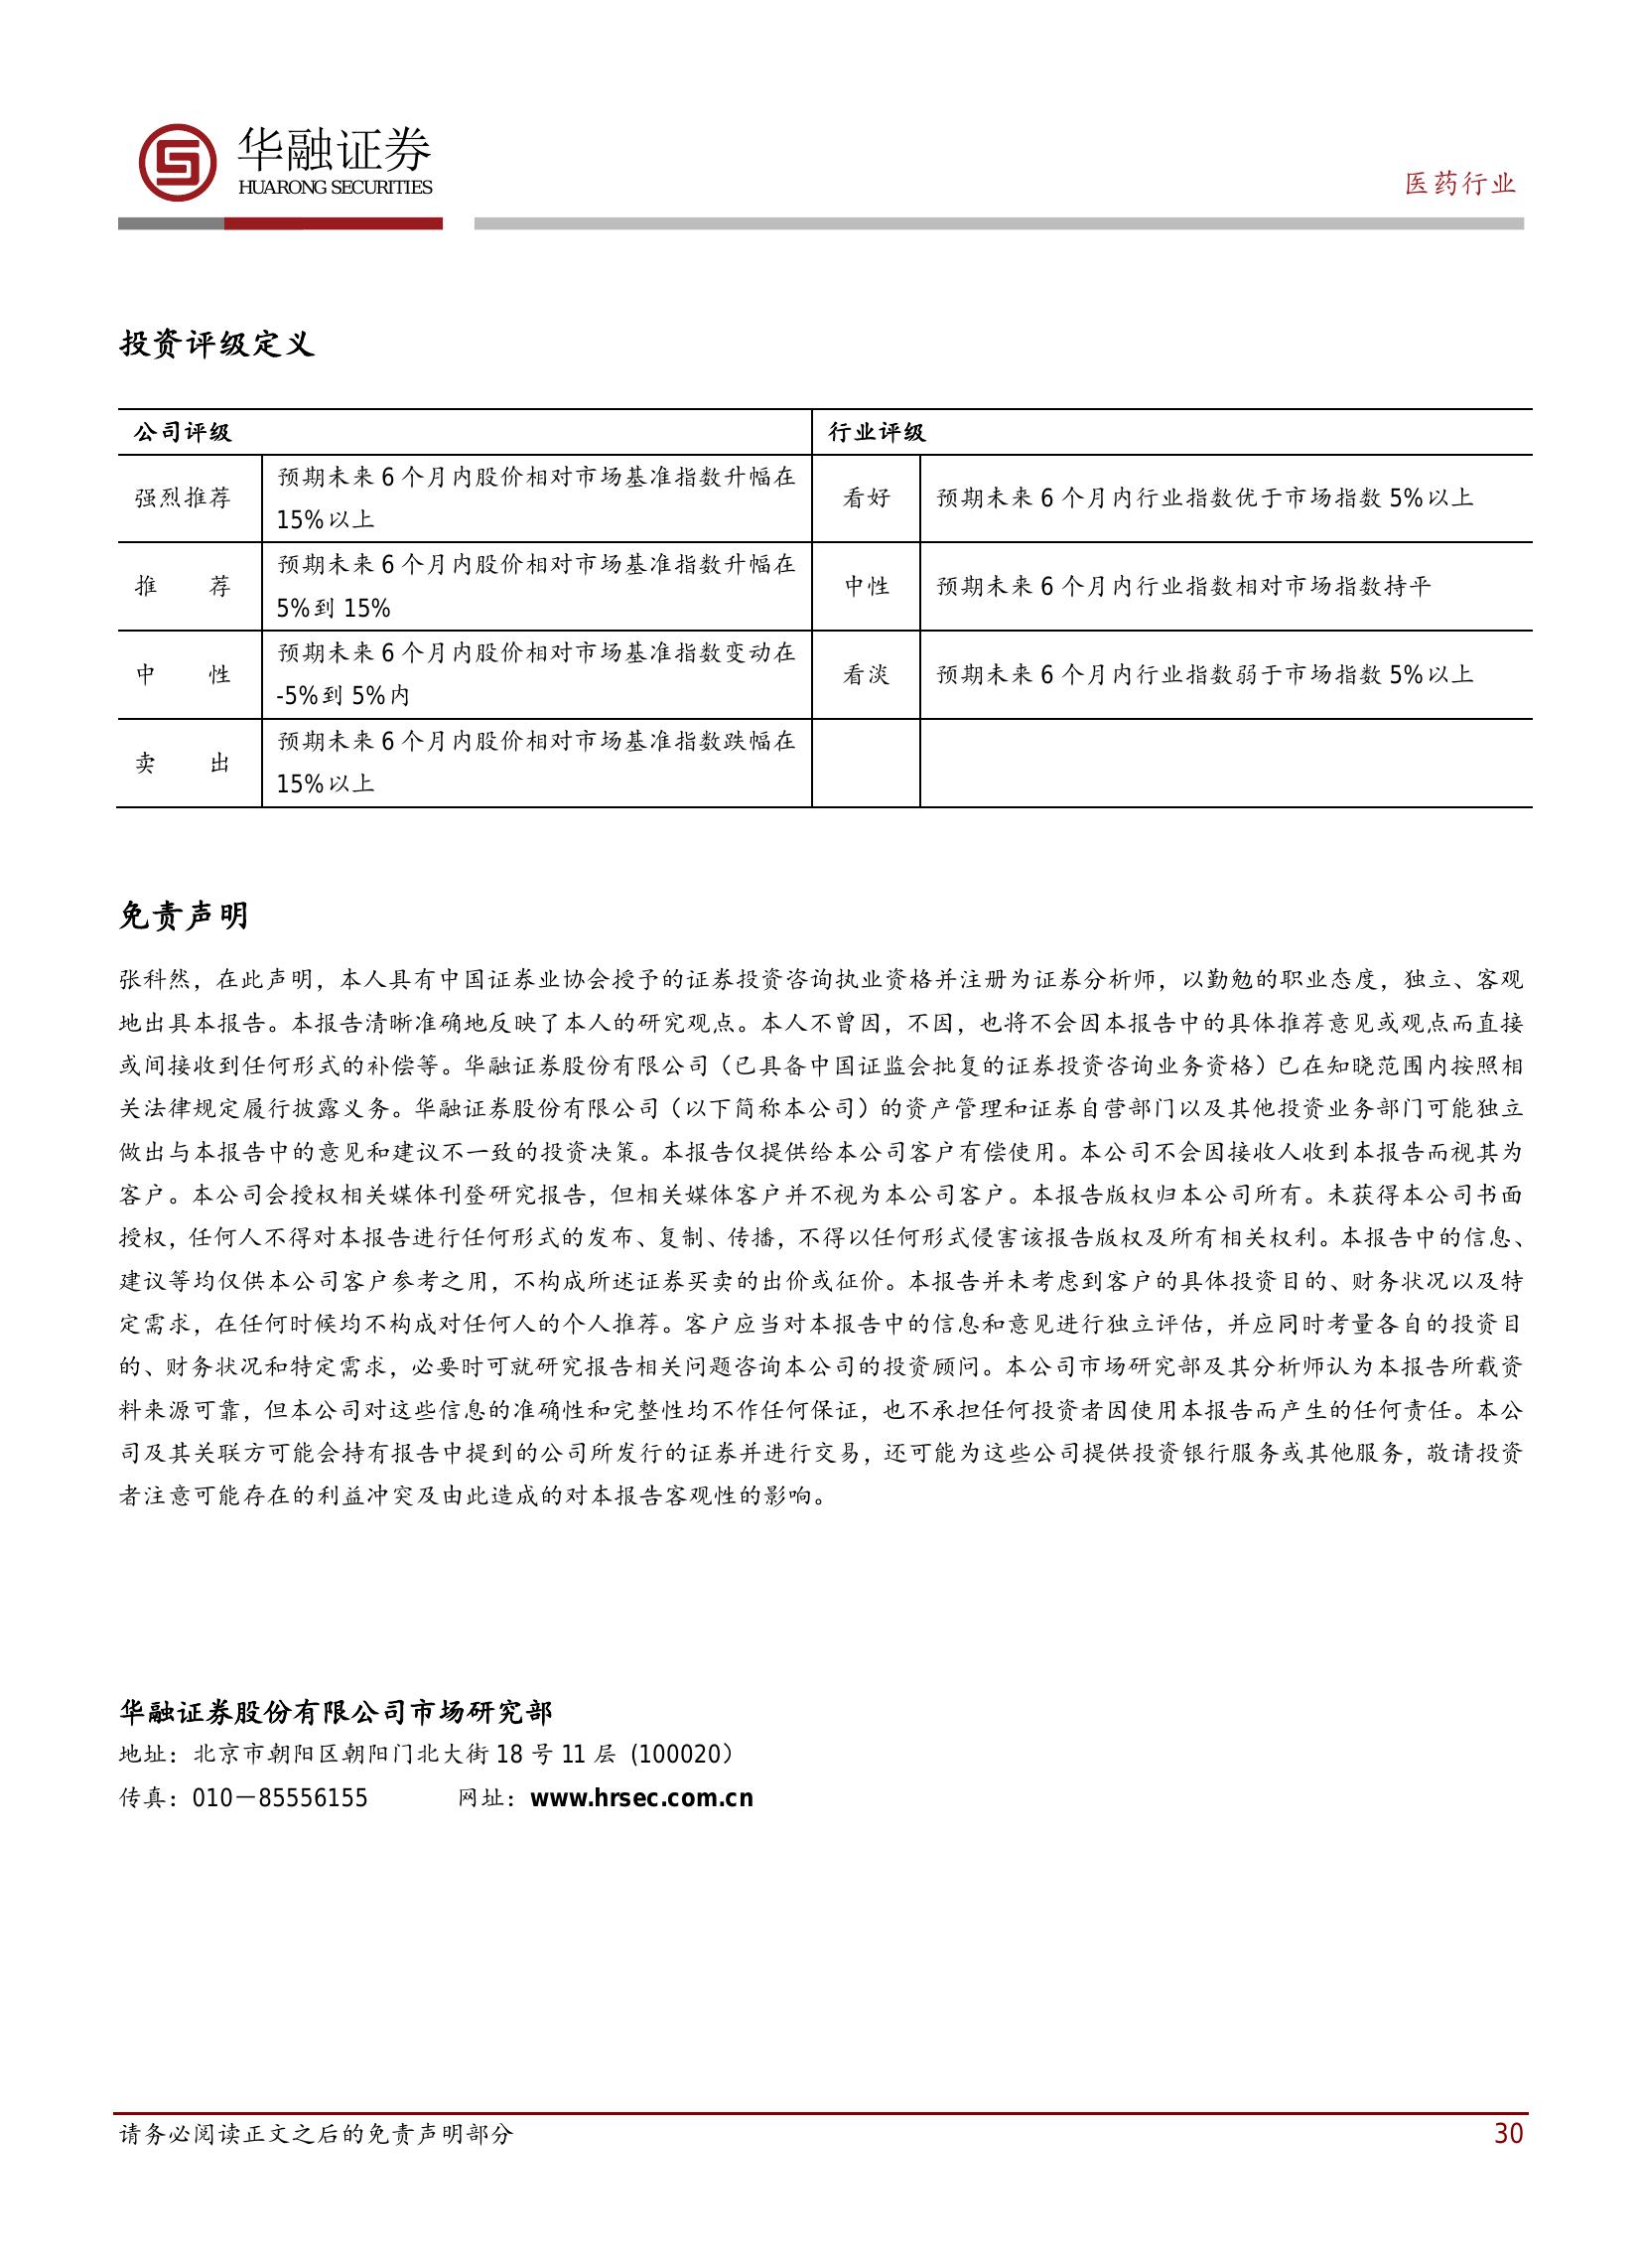 华融证券
HUARONG SECURITIES
医药行业
投资评级定义
公司评级
行业评级
强烈推荐
预期未来 6 个月内股价相对市场基准指数升幅在
15%以上
看好
预期未来 6 个月内行业指数优于市场指数 5%以上
推 荐
预期未来 6 个月内股价相对市场基准指数升幅在
5%到 15%
中性
预期未来 6 个月内行业指数相对市场指数持平
中 性
预期未来 6 个月内股价相对市场基准指数变动在
-5%到 5%内
看淡
预期未来 6 个月内行业指数弱于市场指数 5%以上
卖 出
预期未来 6 个月内股价相对市场基准指数跌幅在
15%以上
免责声明
张科然，在此声明，本人具有中国证券业协会授予的证券投资咨询执业资格并注册为证券分析师，以勤勉的职业态度，独立、客观
地出具本报告。本报告清晰准确地反映了本人的研究观点。本人不曾因，不因，也将不会因本报告中的具体推荐意见或观点而直接
或间接收到任何形式的补偿等。华融证券股份有限公司（已具备中国证监会批复的证券投资咨询业务资格）已在知晓范围内按照相
关法律规定履行披露义务。华融证券股份有限公司（以下简称本公司）的资产管理和证券自营部门以及其他投资业务部门可能独立
做出与本报告中的意见和建议不一致的投资决策。本报告仅提供给本公司客户有偿使用。本公司不会因接收人收到本报告而视其为
客户。本公司会授权相关媒体刊登研究报告，但相关媒体客户并不视为本公司客户。本报告版权归本公司所有。未获得本公司书面
授权，任何人不得对本报告进行任何形式的发布、复制、传播，不得以任何形式侵害该报告版权及所有相关权利。本报告中的信息、
建议等均仅供本公司客户参考之用，不构成所述证券买卖的出价或征价。本报告并未考虑到客户的具体投资目的、财务状况以及特
定需求，在任何时候均不构成对任何人的个人推荐。客户应当对本报告中的信息和意见进行独立评估，并应同时考量各自的投资目
的、财务状况和特定需求，必要时可就研究报告相关问题咨询本公司的投资顾问。本公司市场研究部及其分析师认为本报告所载资
料来源可靠，但本公司对这些信息的准确性和完整性均不作任何保证，也不承担任何投资者因使用本报告而产生的任何责任。本公
司及其关联方可能会持有报告中提到的公司所发行的证券并进行交易，还可能为这些公司提供投资银行服务或其他服务，敬请投资
者注意可能存在的利益冲突及由此造成的对本报告客观性的影响。
华融证券股份有限公司市场研究部
地址：北京市朝阳区朝阳门北大街 18 号 11 层 (100020）
传真：010－85556155 网址：www.hrsec.com.cn
请务必阅读正文之后的免责声明部分
30